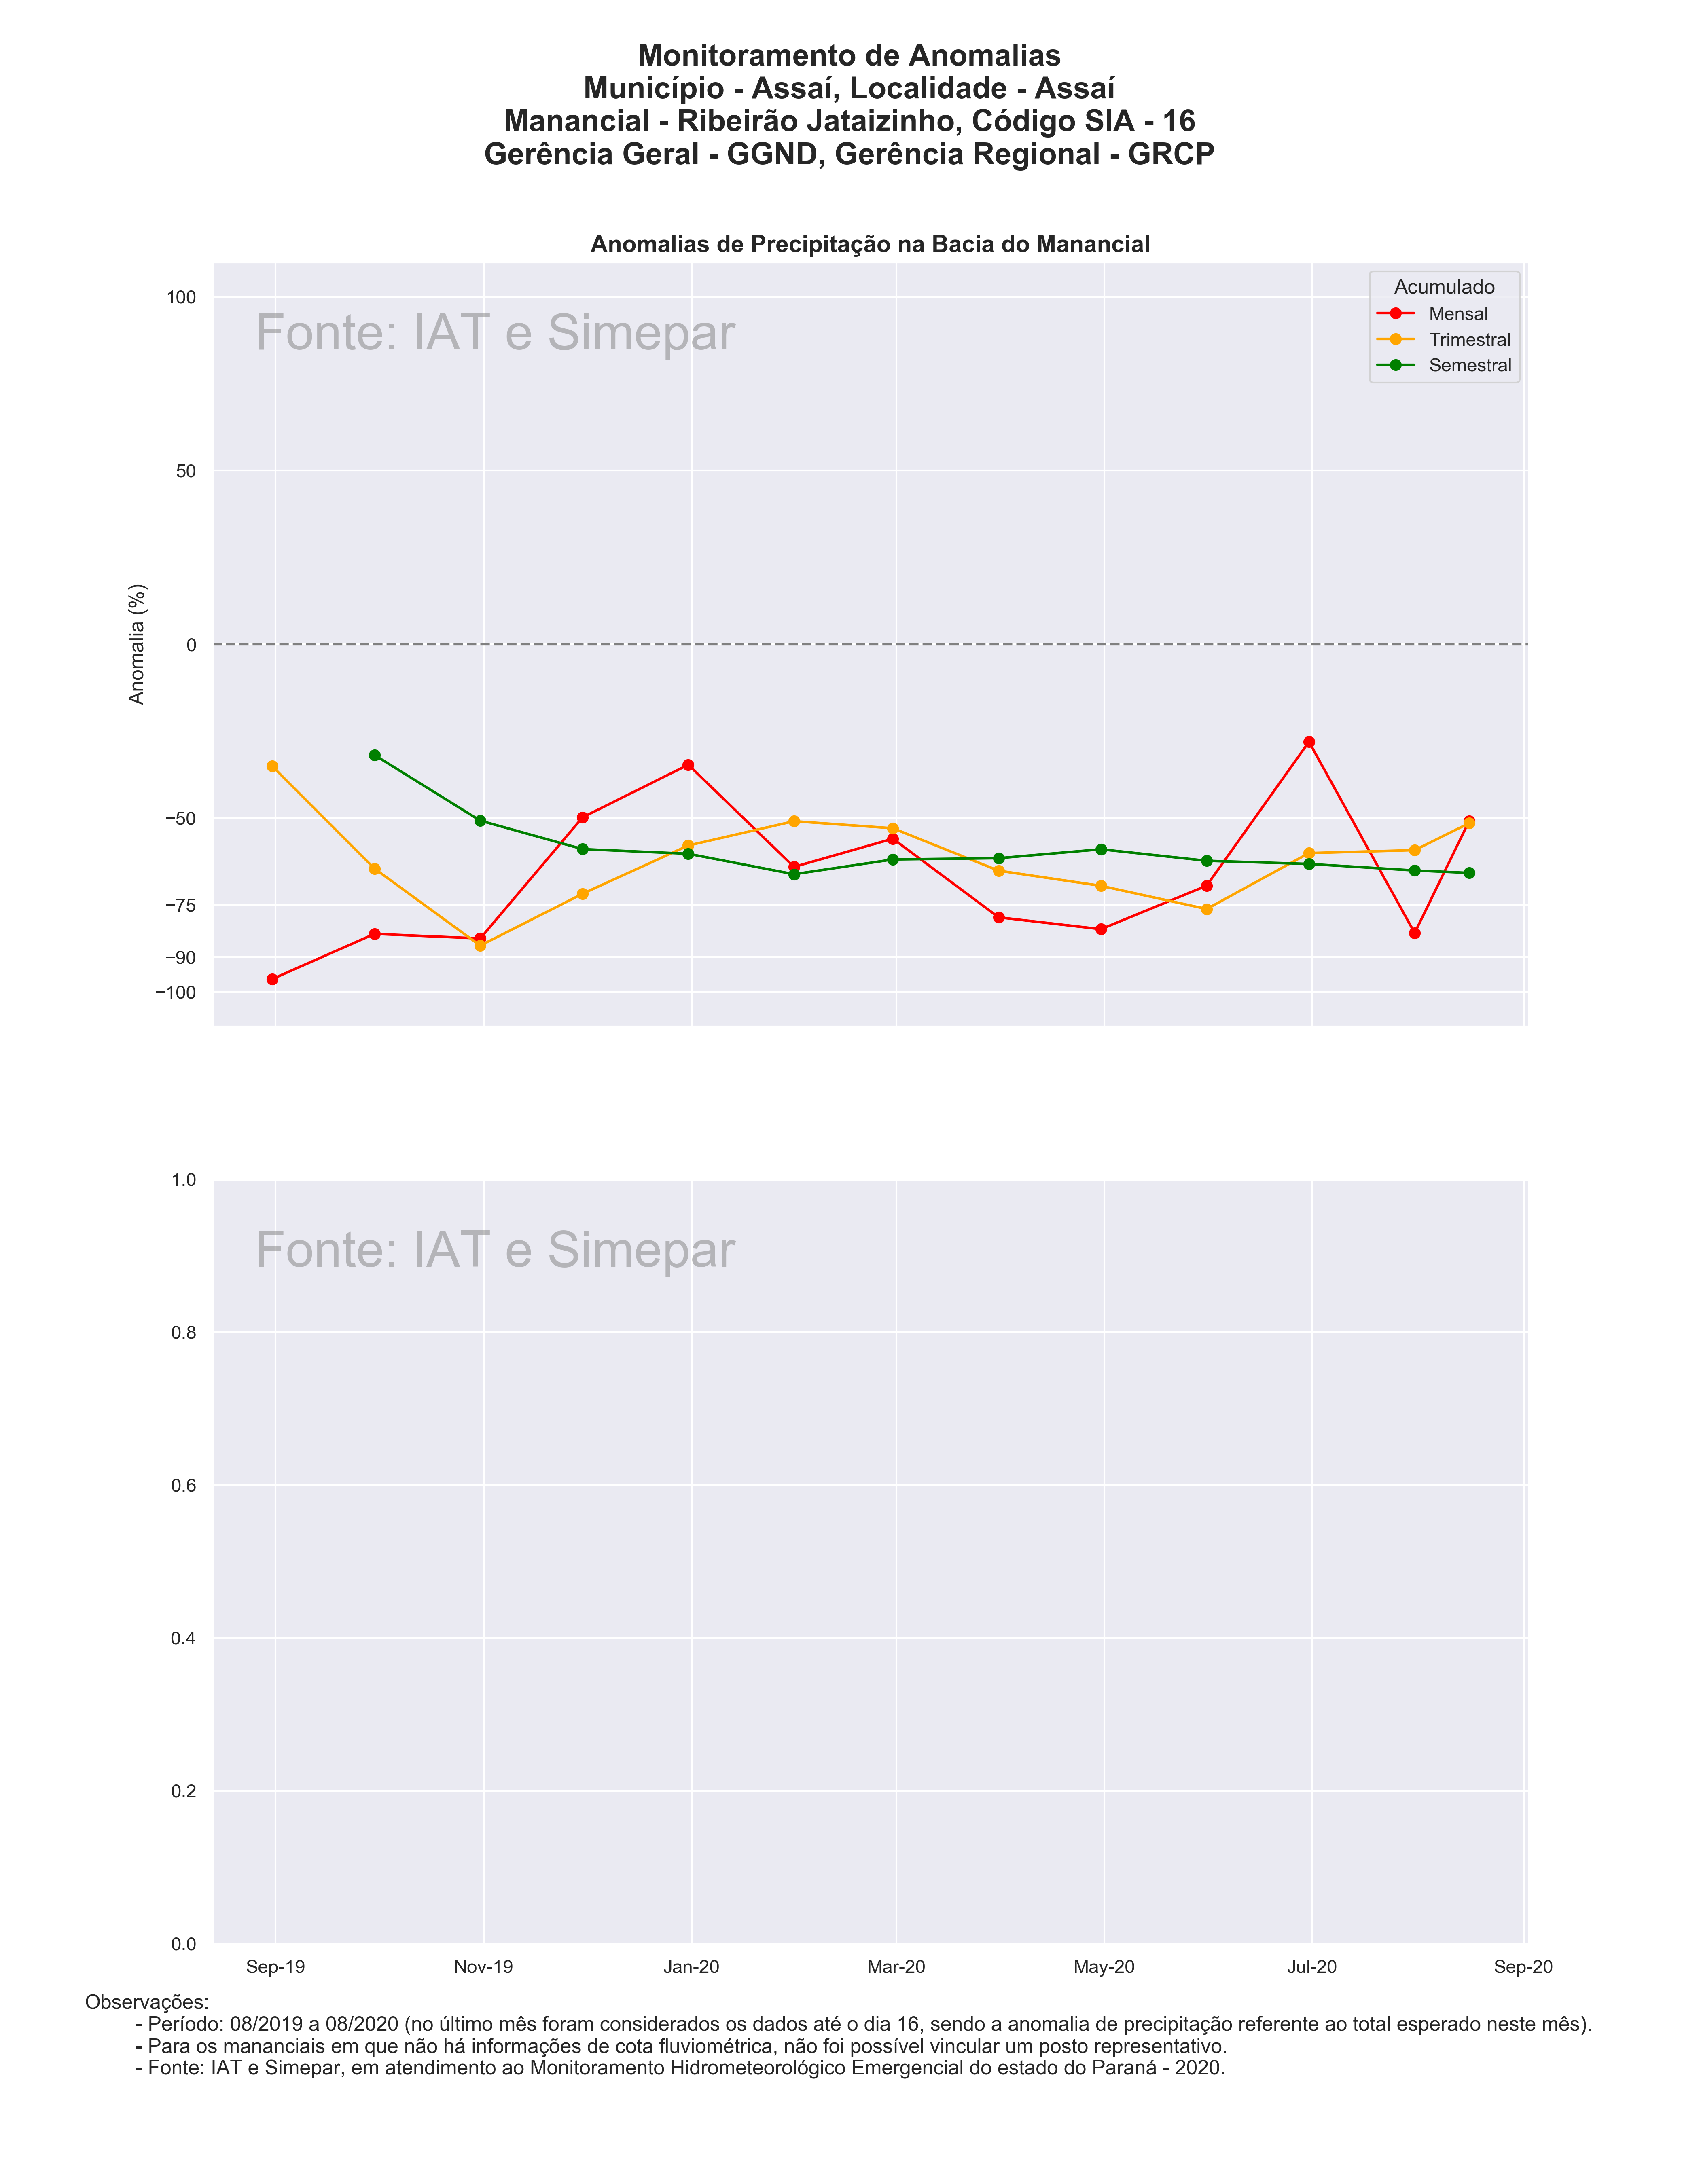 Monitoramento de Anomalias
Município - Assaí, Localidade - Assaí
Manancial - Ribeirão Jataizinho, Código SIA - 16
Gerência Geral - GGND, Gerência Regional - GRCP
Anomalias de Precipitação na Bacia do Manancial
Fonte: IAT e Simepar
Acumulado
Mensal
Trimestral
Semestral
Anomalia (%)
100
50
0
−50
−75
−90
−100
Fonte: IAT e Simepar
1.0
0.8
0.6
0.4
0.2
0.0
Sep-19 Nov-19 Jan-20 Mar-20 May-20 Jul-20 Sep-20
Observações:
- Período: 08/2019 a 08/2020 (no último mês foram considerados os dados até o dia 16, sendo a anomalia de precipitação referente ao total esperado neste mês).
- Para os mananciais em que não há informações de cota fluviométrica, não foi possível vincular um posto representativo.
- Fonte: IAT e Simepar, em atendimento ao Monitoramento Hidrometeorológico Emergencial do estado do Paraná - 2020.